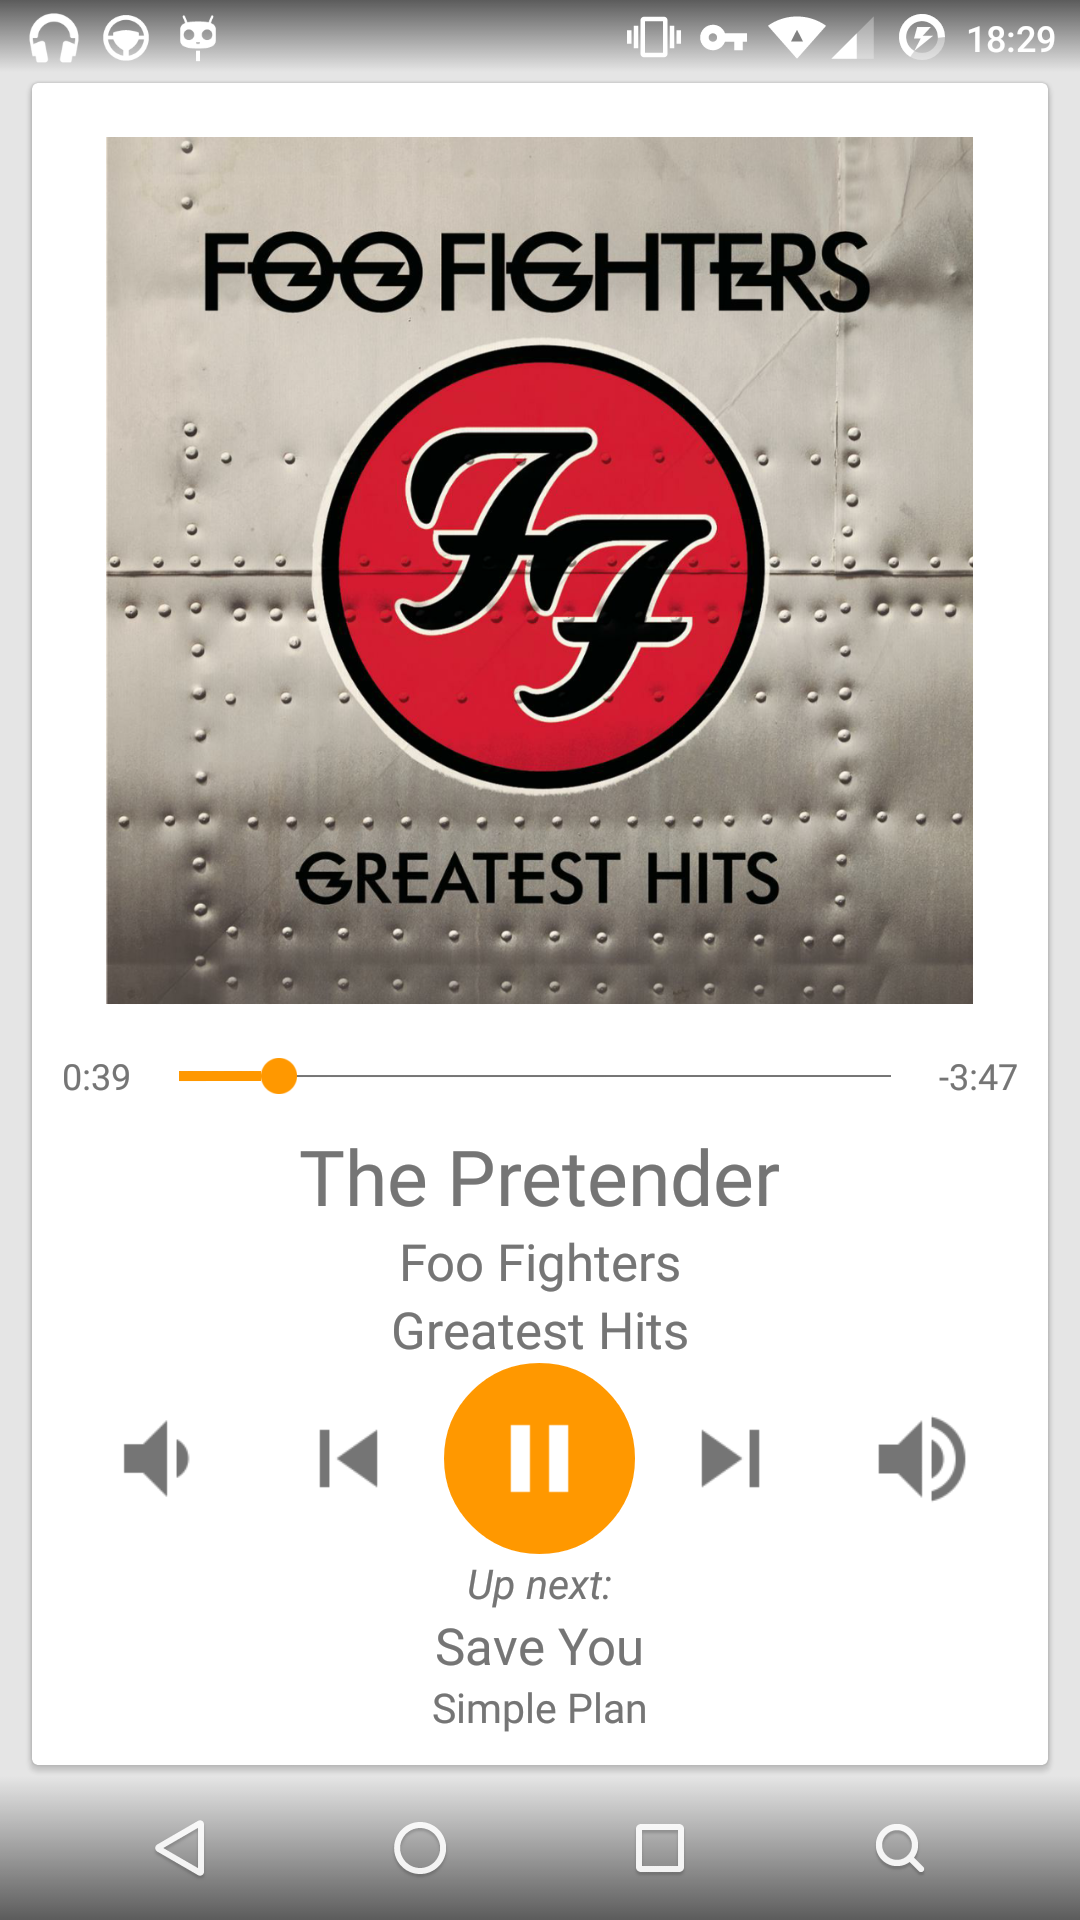 18:29
FOO FIGHTERS
FF
GREATEST HITS
0:39
-3:47
The Pretender
Foo Fighters
Greatest Hits
Up next:
Save You
Simple Plan